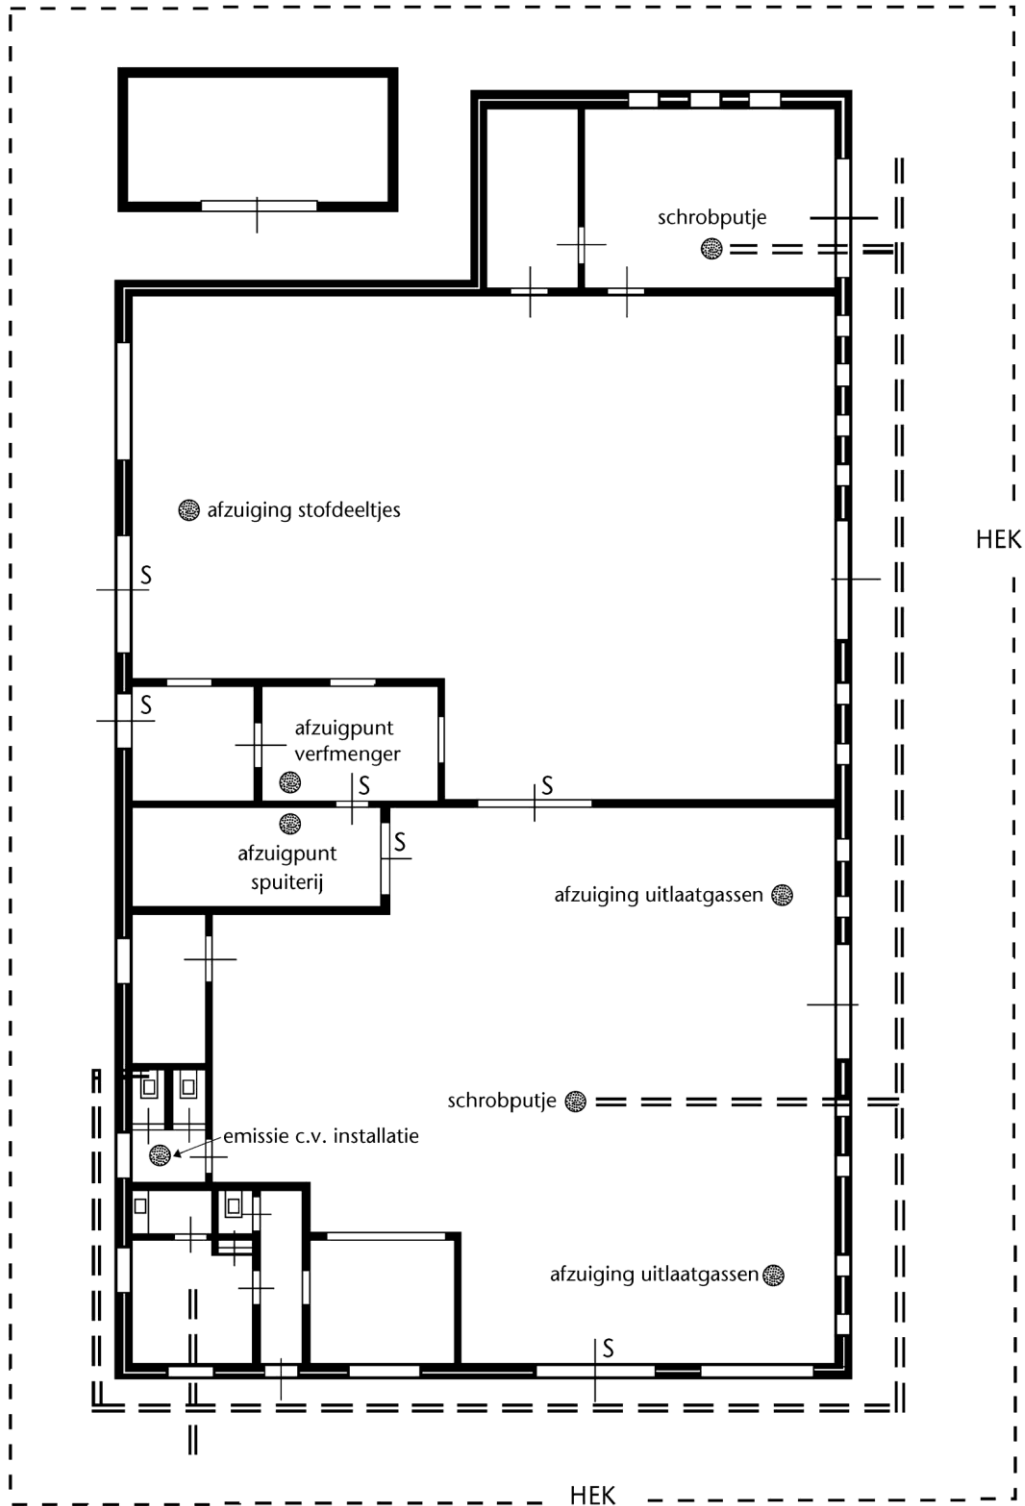 schrobputje
afzuiging stofdeeltjes
HEK
S
S
afzuigpunt
verfmenger
S
S
S
afzuigpunt
spuiterij
afzuiging uitlaatgassen
schrobputje
emissie c.v. installatie
afzuiging uitlaatgassen
S
HEK